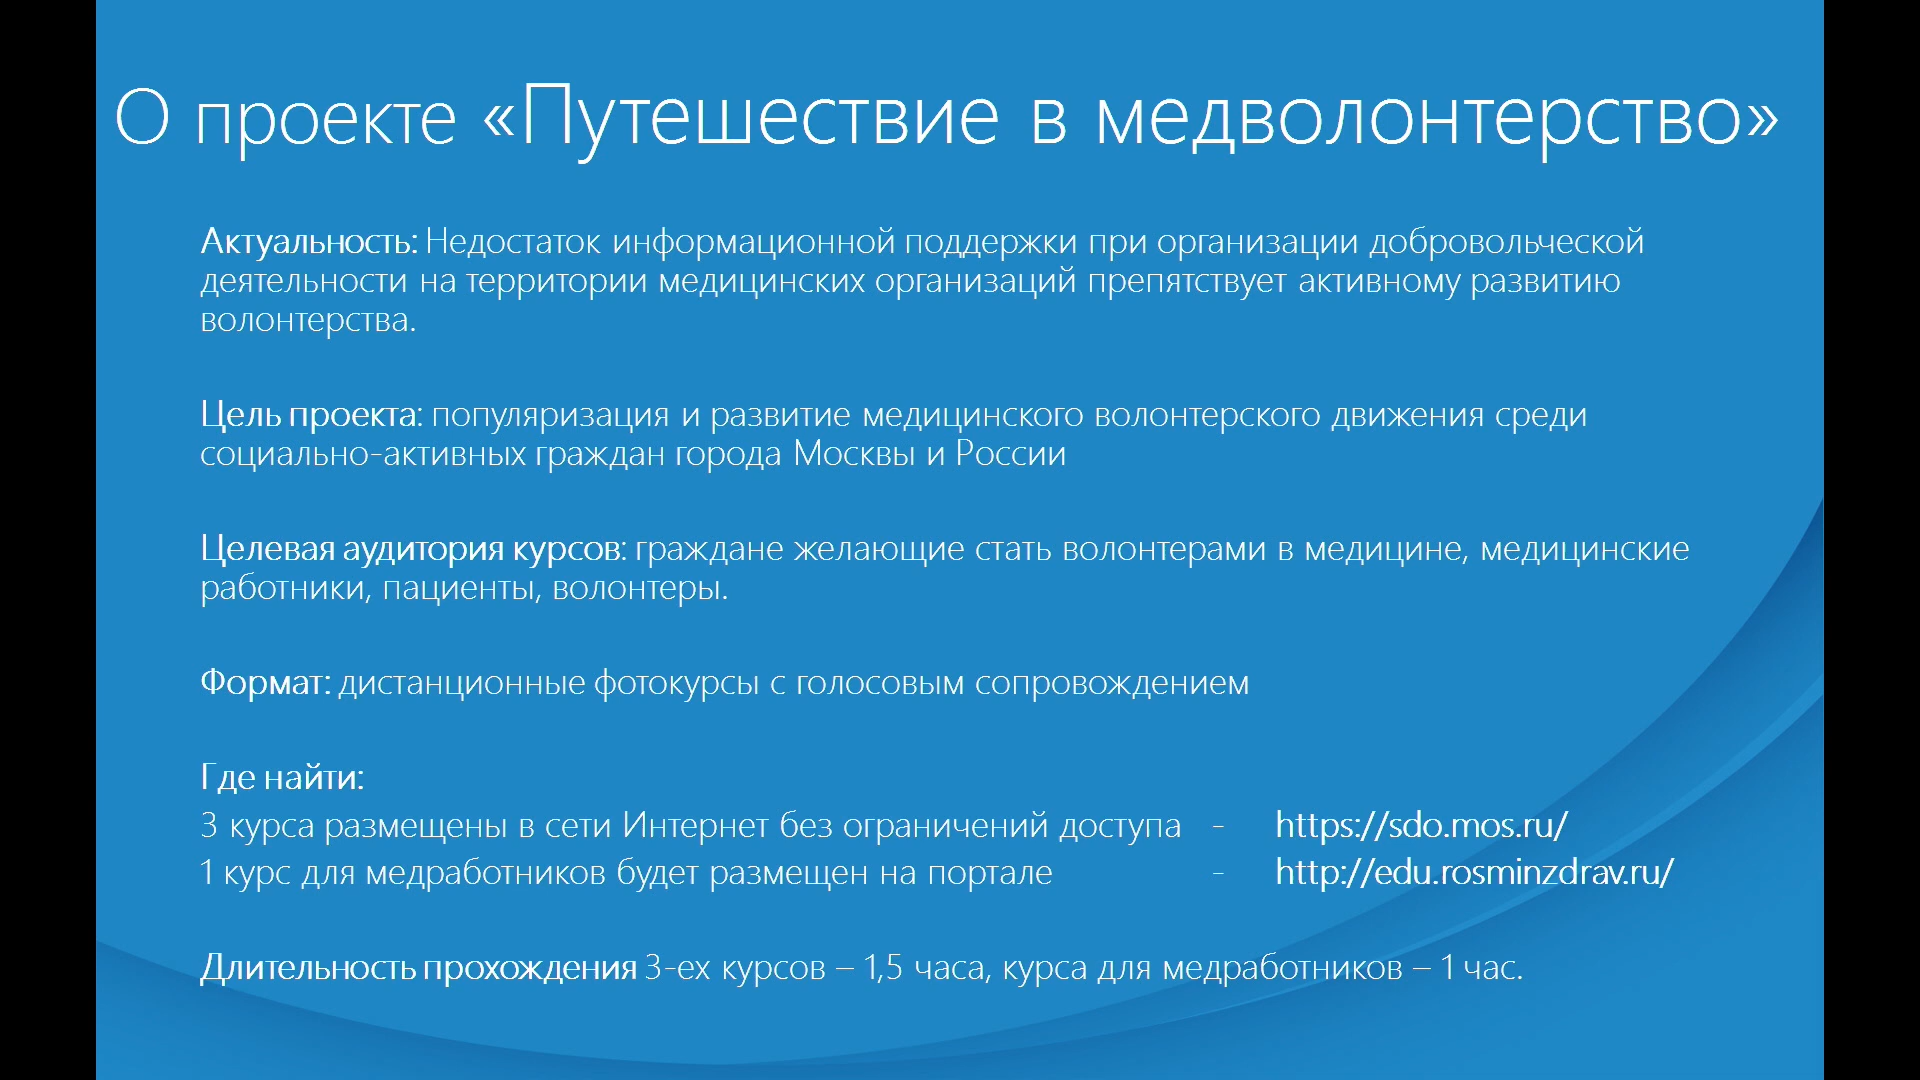 О проекте «Путешествие в медволонтерство»
Актуальность: Недостаток информационной поддержки при организации добровольческой
деятельности на территории медицинских организаций препятствует активному развитию
волонтерства.
Цель проекта: популяризация и развитие медицинского волонтерского движения среди
социально-активных граждан города Москвы и России
Целевая аудитория курсов: граждане желающие стать волонтерами в медицине, медицинские
работники, пациенты, волонтеры.
Формат: дистанционные фотокурсы с голосовым сопровождением
Где найти:
3 курса размещены в сети Интернет без ограничений доступа - https://sdo.mos.ru/
1 курс для медработников будет размещен на портале - http://edu.rosminzdrav.ru/
Длительность прохождения 3-ех курсов – 1,5 часа, курса для медработников – 1 час.